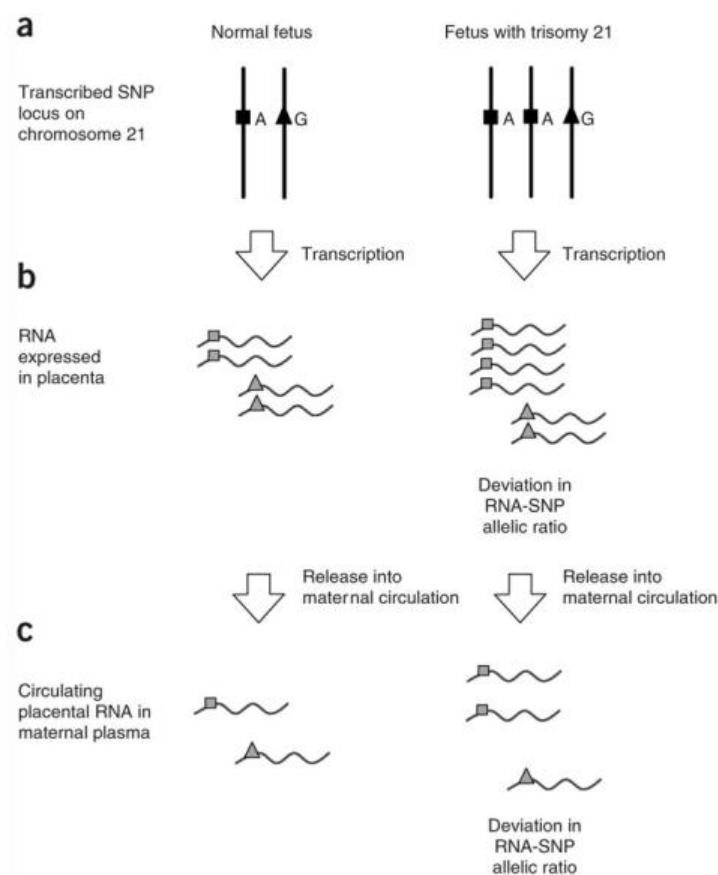 a
Normal fetus
Fetus with trisomy 21
Transcribed SNP
locus on
chromosome 21
A
G
A
A
G
Transcription
Transcription
b
RNA
expressed
in placenta
Deviation in
RNA-SNP
allelic ratio
Release into
maternal circulation
Release into
maternal circulation
c
Circulating
placental RNA in
maternal plasma
Deviation in
RNA-SNP
allelic ratio